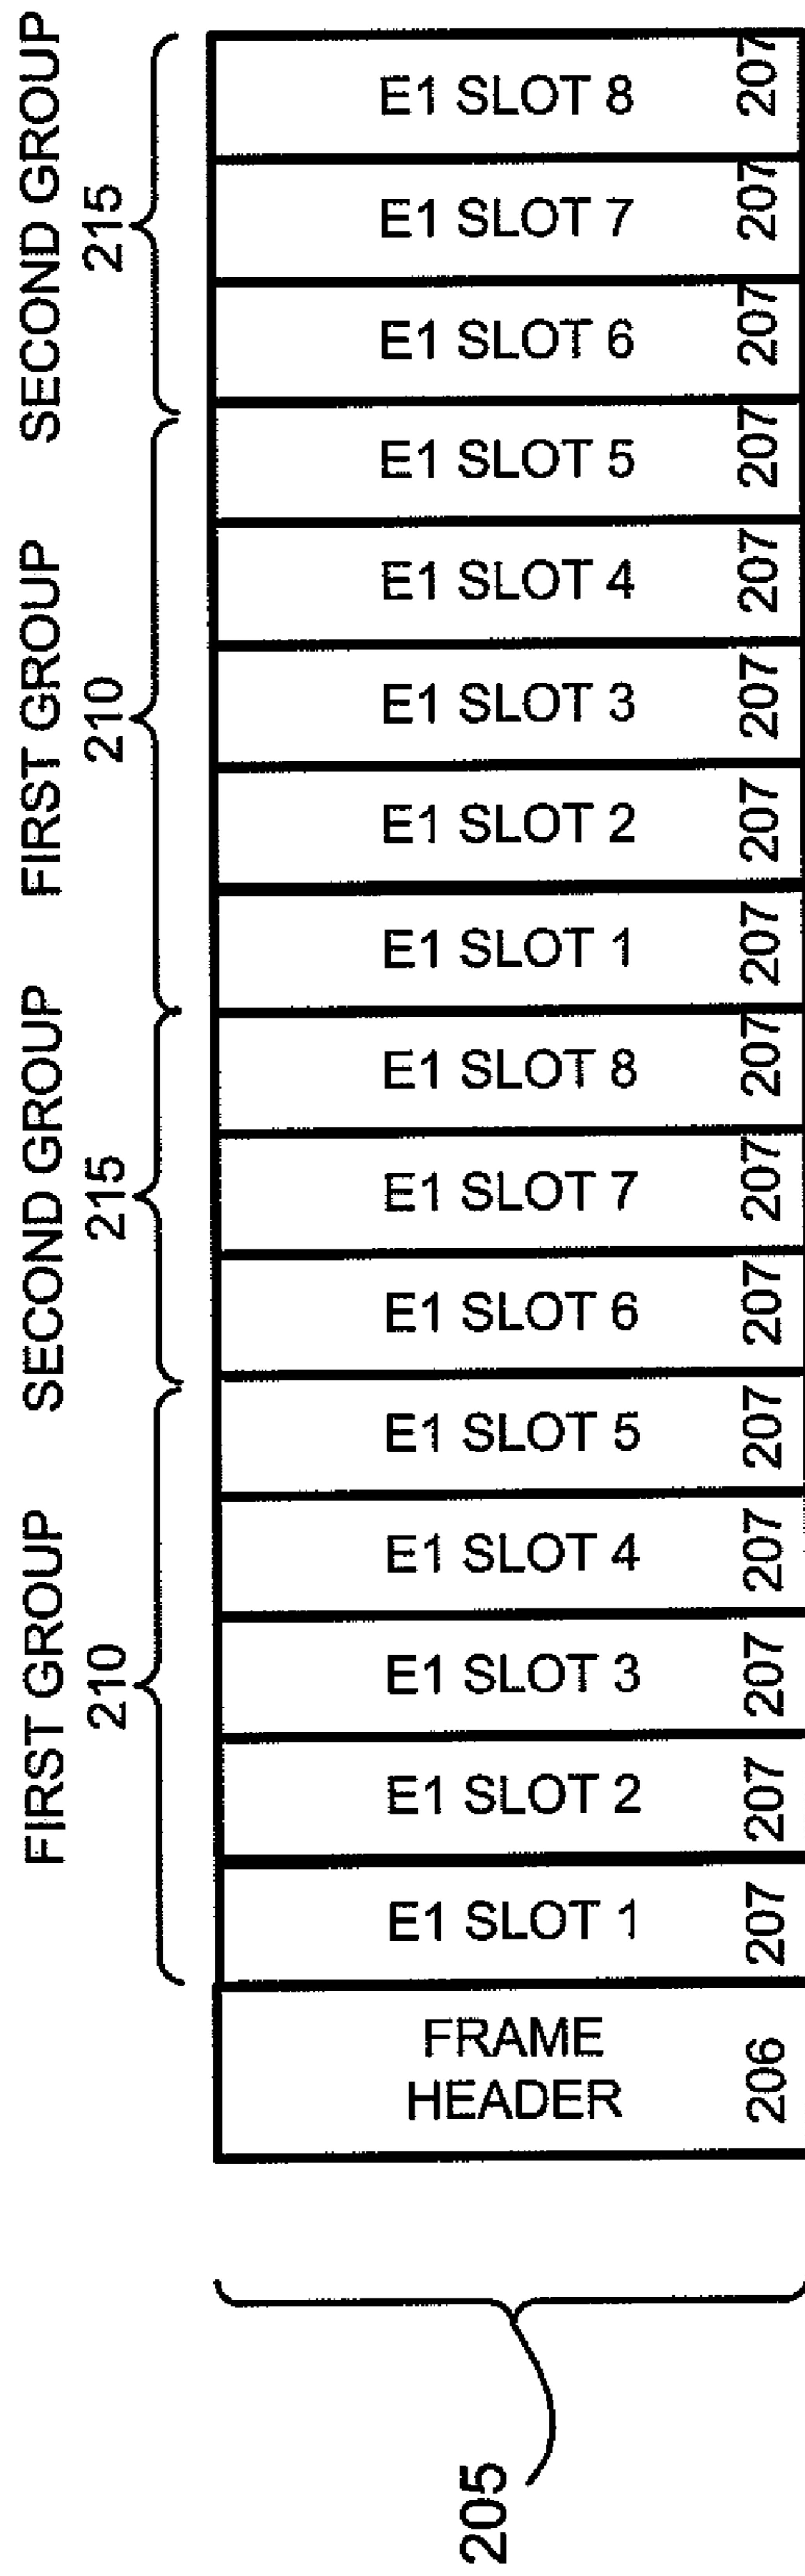 FIRST GROUP
210
SECOND GROUP
215
FIRST GROUP
210
SECOND GROUP
215
FRAME
HEADER
206
E1 SLOT 1
207
E1 SLOT 2
207
E1 SLOT 3
207
E1 SLOT 4
207
E1 SLOT 5
207
E1 SLOT 6
207
E1 SLOT 7
207
E1 SLOT 8
207
E1 SLOT 1
207
E1 SLOT 2
207
E1 SLOT 3
207
E1 SLOT 4
207
E1 SLOT 5
207
E1 SLOT 6
207
E1 SLOT 7
207
E1 SLOT 8
207
205